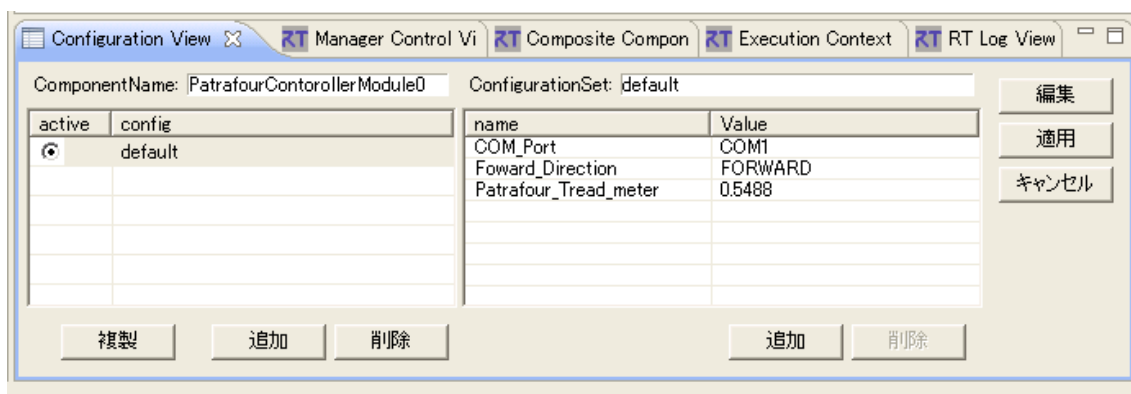 Configuration View RT Manager Control Vi RT Composite Compon RT Execution Context RT RT Log View
ComponentName: PatrafourContorollerModule0 ConfigurationSet: default 編集
active config name Value 適用
default COM_Port COM1
Foward_Direction FORWARD
Patrafour_Tread_meter 0.5488 キャンセル
複製 追加 削除 追加 削除